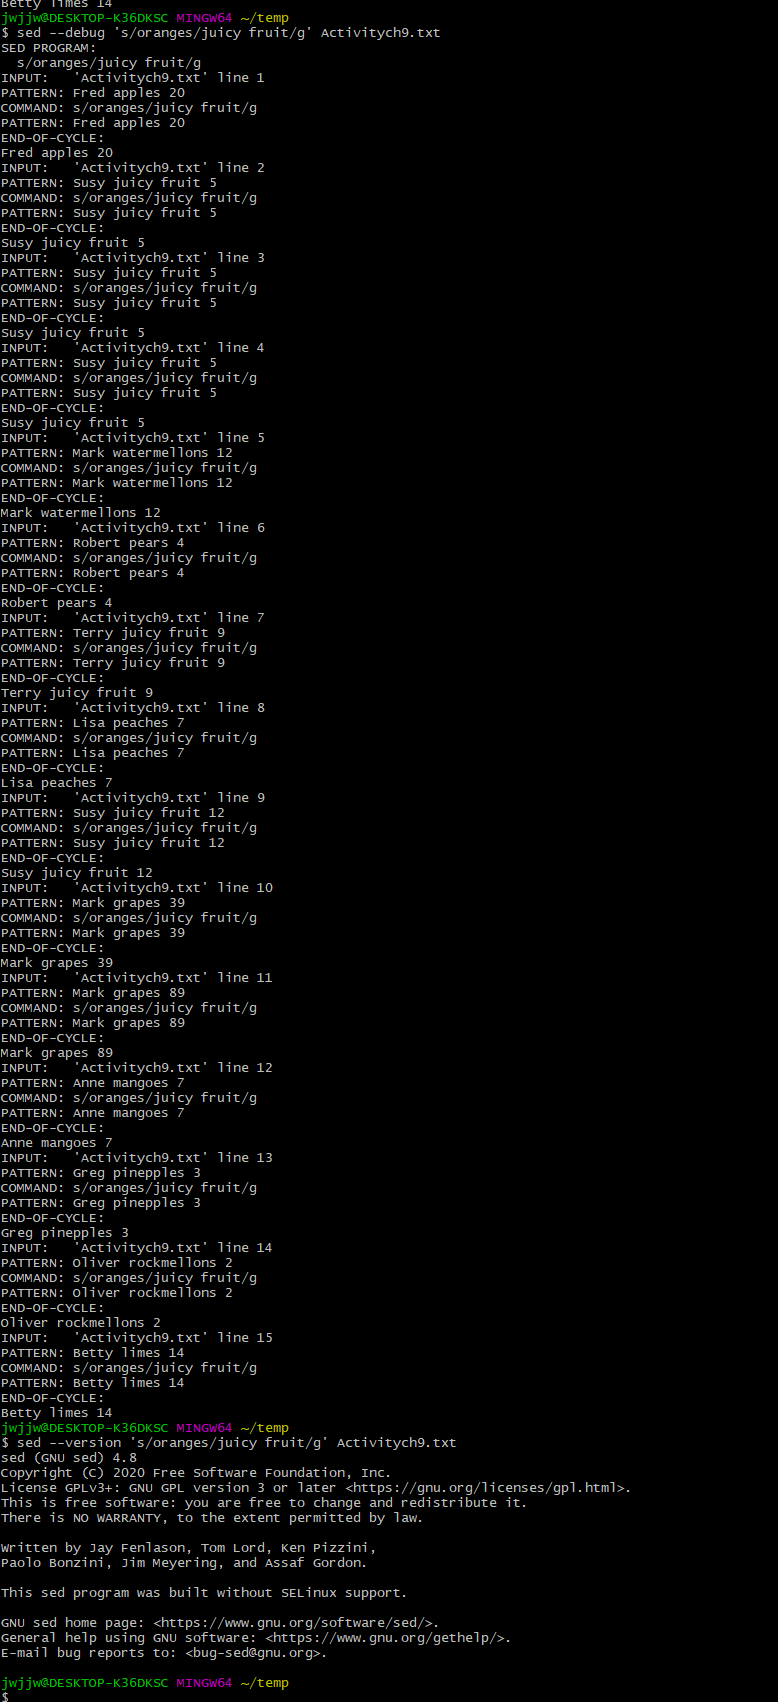 Betty limes 14
jwjjw@DESKTOP-K36DKSC MINGW64 ~/temp
$ sed --debug 's/oranges/juicy fruit/g' Activitych9.txt
SED PROGRAM:
  s/oranges/juicy fruit/g
INPUT:   'Activitych9.txt' line 1
PATTERN: Fred apples 20
COMMAND: s/oranges/juicy fruit/g
PATTERN: Fred apples 20
END-OF-CYCLE:
Fred apples 20
INPUT:   'Activitych9.txt' line 2
PATTERN: Susy juicy fruit 5
COMMAND: s/oranges/juicy fruit/g
PATTERN: Susy juicy fruit 5
END-OF-CYCLE:
Susy juicy fruit 5
INPUT:   'Activitych9.txt' line 3
PATTERN: Susy juicy fruit 5
COMMAND: s/oranges/juicy fruit/g
PATTERN: Susy juicy fruit 5
END-OF-CYCLE:
Susy juicy fruit 5
INPUT:   'Activitych9.txt' line 4
PATTERN: Susy juicy fruit 5
COMMAND: s/oranges/juicy fruit/g
PATTERN: Susy juicy fruit 5
END-OF-CYCLE:
Susy juicy fruit 5
INPUT:   'Activitych9.txt' line 5
PATTERN: Mark watermellons 12
COMMAND: s/oranges/juicy fruit/g
PATTERN: Mark watermellons 12
END-OF-CYCLE:
Mark watermellons 12
INPUT:   'Activitych9.txt' line 6
PATTERN: Robert pears 4
COMMAND: s/oranges/juicy fruit/g
PATTERN: Robert pears 4
END-OF-CYCLE:
Robert pears 4
INPUT:   'Activitych9.txt' line 7
PATTERN: Terry juicy fruit 9
COMMAND: s/oranges/juicy fruit/g
PATTERN: Terry juicy fruit 9
END-OF-CYCLE:
Terry juicy fruit 9
INPUT:   'Activitych9.txt' line 8
PATTERN: Lisa peaches 7
COMMAND: s/oranges/juicy fruit/g
PATTERN: Lisa peaches 7
END-OF-CYCLE:
Lisa peaches 7
INPUT:   'Activitych9.txt' line 9
PATTERN: Susy juicy fruit 12
COMMAND: s/oranges/juicy fruit/g
PATTERN: Susy juicy fruit 12
END-OF-CYCLE:
Susy juicy fruit 12
INPUT:   'Activitych9.txt' line 10
PATTERN: Mark grapes 39
COMMAND: s/oranges/juicy fruit/g
PATTERN: Mark grapes 39
END-OF-CYCLE:
Mark grapes 39
INPUT:   'Activitych9.txt' line 11
PATTERN: Mark grapes 89
COMMAND: s/oranges/juicy fruit/g
PATTERN: Mark grapes 89
END-OF-CYCLE:
Mark grapes 89
INPUT:   'Activitych9.txt' line 12
PATTERN: Anne mangoes 7
COMMAND: s/oranges/juicy fruit/g
PATTERN: Anne mangoes 7
END-OF-CYCLE:
Anne mangoes 7
INPUT:   'Activitych9.txt' line 13
PATTERN: Greg pinepples 3
COMMAND: s/oranges/juicy fruit/g
PATTERN: Greg pinepples 3
END-OF-CYCLE:
Greg pinepples 3
INPUT:   'Activitych9.txt' line 14
PATTERN: Oliver rockmellons 2
COMMAND: s/oranges/juicy fruit/g
PATTERN: Oliver rockmellons 2
END-OF-CYCLE:
Oliver rockmellons 2
INPUT:   'Activitych9.txt' line 15
PATTERN: Betty limes 14
COMMAND: s/oranges/juicy fruit/g
PATTERN: Betty limes 14
END-OF-CYCLE:
Betty limes 14
jwjjw@DESKTOP-K36DKSC MINGW64 ~/temp
$ sed --version 's/oranges/juicy fruit/g' Activitych9.txt
sed (GNU sed) 4.8
Copyright (C) 2020 Free Software Foundation, Inc.
License GPLv3+: GNU GPL version 3 or later <https://gnu.org/licenses/gpl.html>.
This is free software: you are free to change and redistribute it.
There is NO WARRANTY, to the extent permitted by law.

Written by Jay Fenlason, Tom Lord, Ken Pizzini,
Paolo Bonzini, Jim Meyering, and Assaf Gordon.

This sed program was built without SELinux support.

GNU sed home page: <https://www.gnu.org/software/sed/>.
General help using GNU software: <https://www.gnu.org/gethelp/>.
E-mail bug reports to: <bug-sed@gnu.org>.

jwjjw@DESKTOP-K36DKSC MINGW64 ~/temp
$